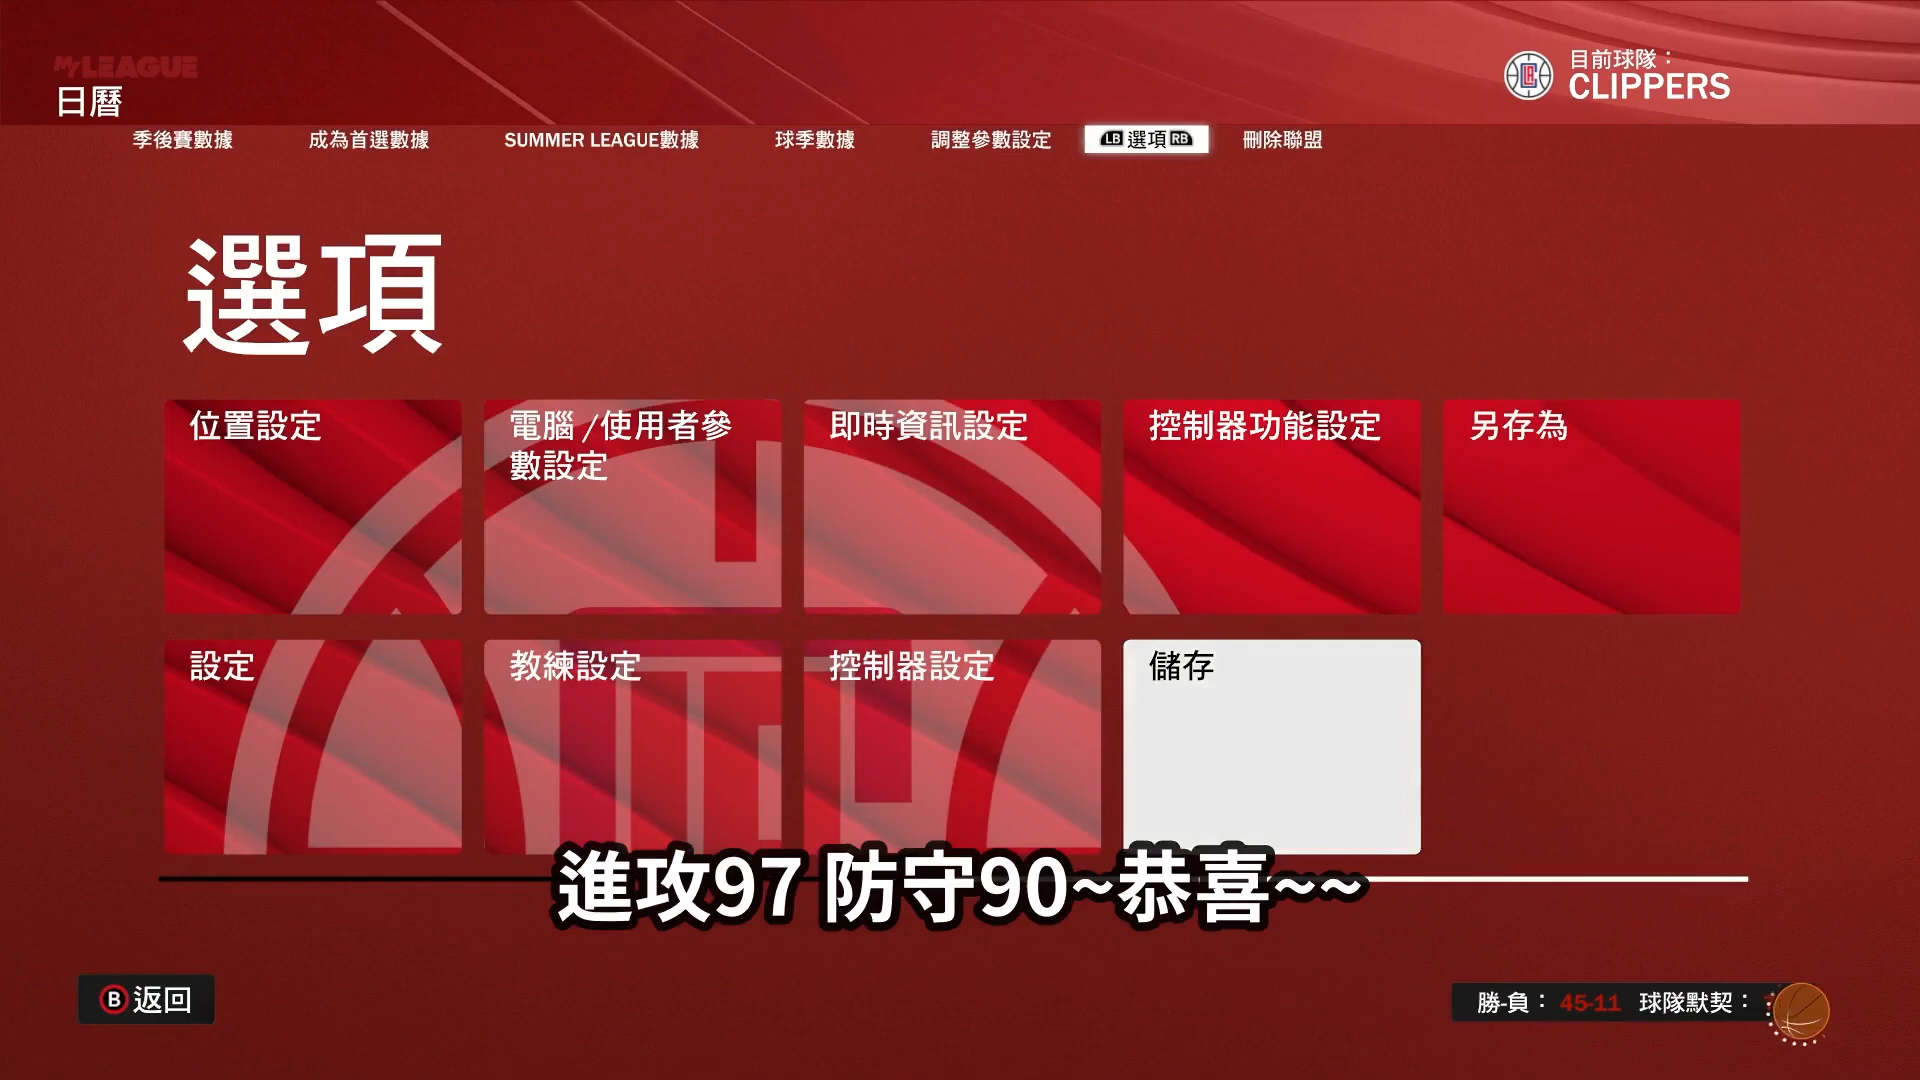 MyLEAGUE
日曆
目前球隊：
CLIPPERS
季後賽數據 成為首選數據 SUMMER LEAGUE數據 球季數據 調整參數設定 LB 選項 RB 刪除聯盟
選項
位置設定
電腦 /使用者參
數設定
即時資訊設定
控制器功能設定
另存為
設定
教練設定
控制器設定
儲存
進攻97 防守90~恭喜~~
B 返回
勝-負： 45-11 球隊默契：